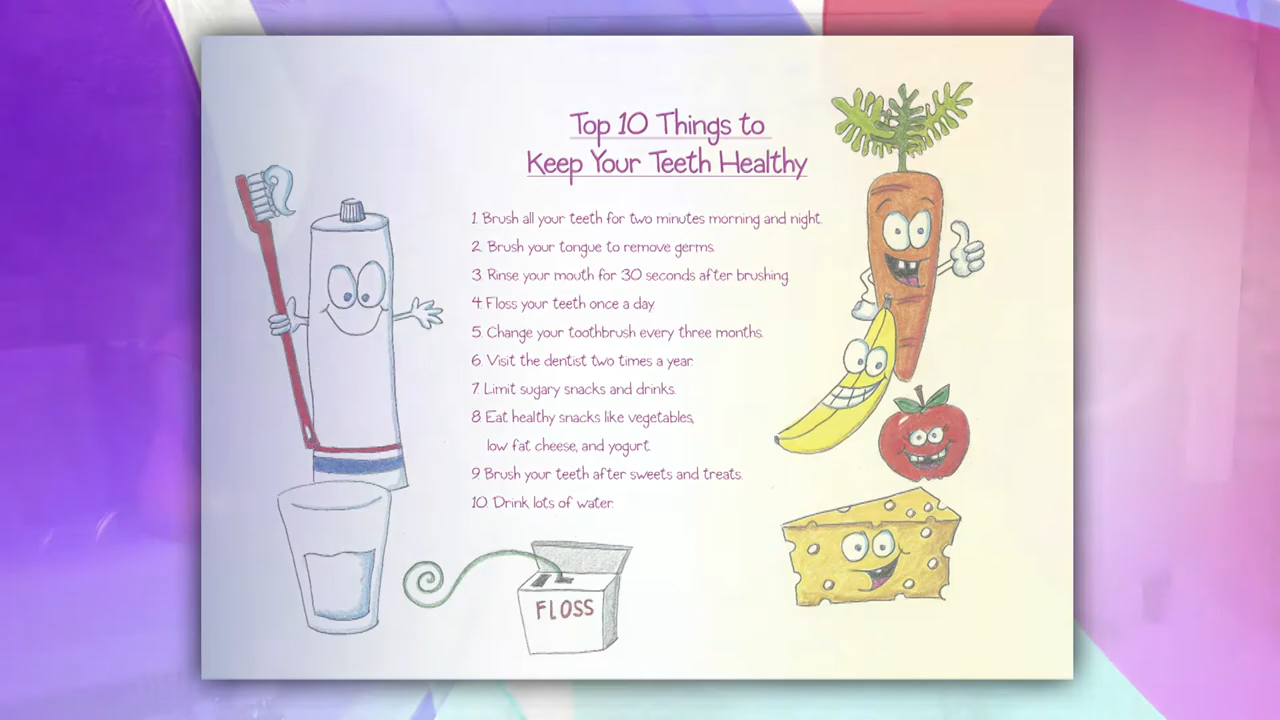 Top 10 Things to
Keep Your Teeth Healthy
1. Brush all your teeth for two minutes morning and night.
2. Brush your tongue to remove germs.
3. Rinse your mouth for 30 seconds after brushing.
4. Floss your teeth once a day.
5. Change your toothbrush every three months.
6. Visit the dentist two times a year.
7. Limit sugary snacks and drinks.
8. Eat healthy snacks like vegetables,
low fat cheese, and yogurt.
9. Brush your teeth after sweets and treats.
10. Drink lots of water.
FLOSS